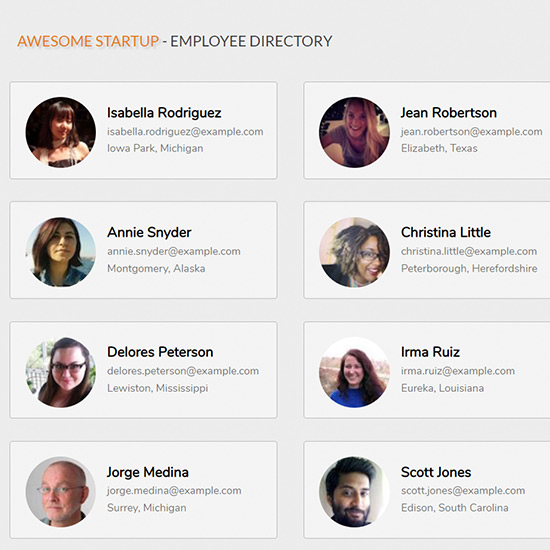 AWESOME STARTUP - EMPLOYEE DIRECTORY
Isabella Rodriguez
isabella.rodriguez@example.com
Iowa Park, Michigan
Jean Robertson
jean.robertson@example.com
Elizabeth, Texas
Annie Snyder
annie.snyder@example.com
Montgomery, Alaska
Christina Little
christina.little@example.com
Peterborough, Herefordshire
Delores Peterson
delores.peterson@example.com
Lewiston, Mississippi
Irma Ruiz
irma.ruiz@example.com
Eureka, Louisiana
Jorge Medina
jorge.medina@example.com
Surrey, Michigan
Scott Jones
scott.jones@example.com
Edison, South Carolina